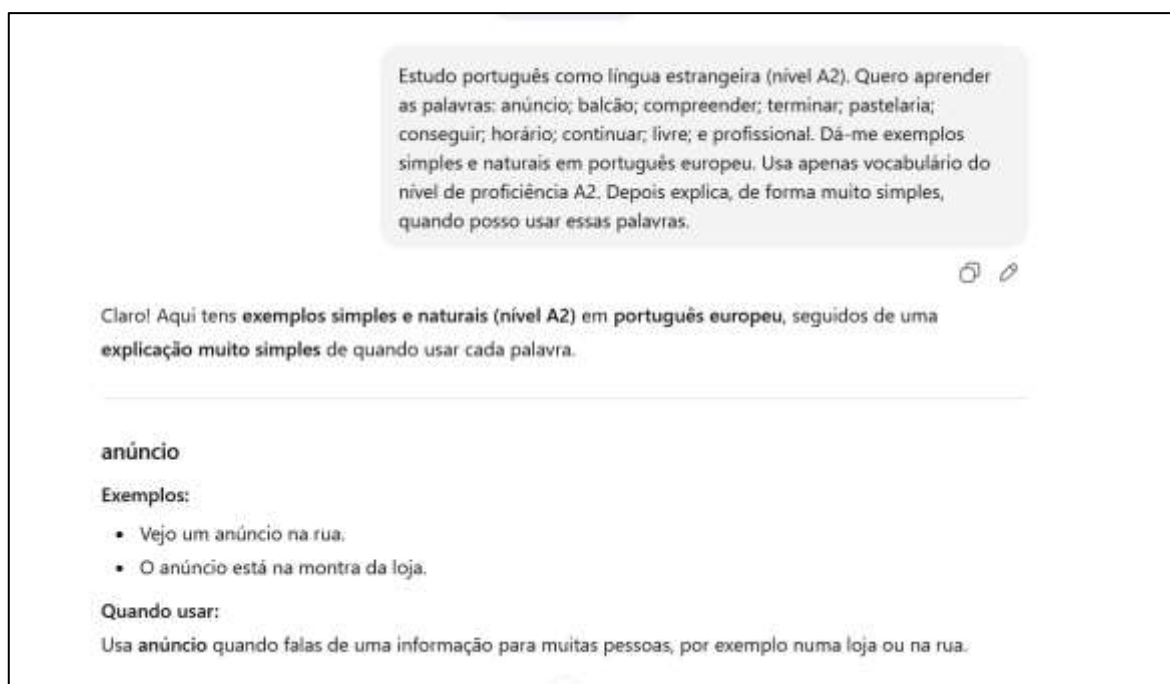 Estudo português como língua estrangeira (nível A2). Quero aprender
as palavras: anúncio; balcão; compreender; terminar; pastelaria;
conseguir; horário; continuar; livre; e profissional. Dá-me exemplos
simples e naturais em português europeu. Usa apenas vocabulário do
nível de proficiência A2. Depois explica, de forma muito simples,
quando posso usar essas palavras.
Claro! Aqui tens exemplos simples e naturais (nível A2) em português europeu, seguidos de uma
explicação muito simples de quando usar cada palavra.
anúncio
Exemplos:
• Vejo um anúncio na rua.
• O anúncio está na montra da loja.
Quando usar:
Usa anúncio quando falas de uma informação para muitas pessoas, por exemplo numa loja ou na rua.